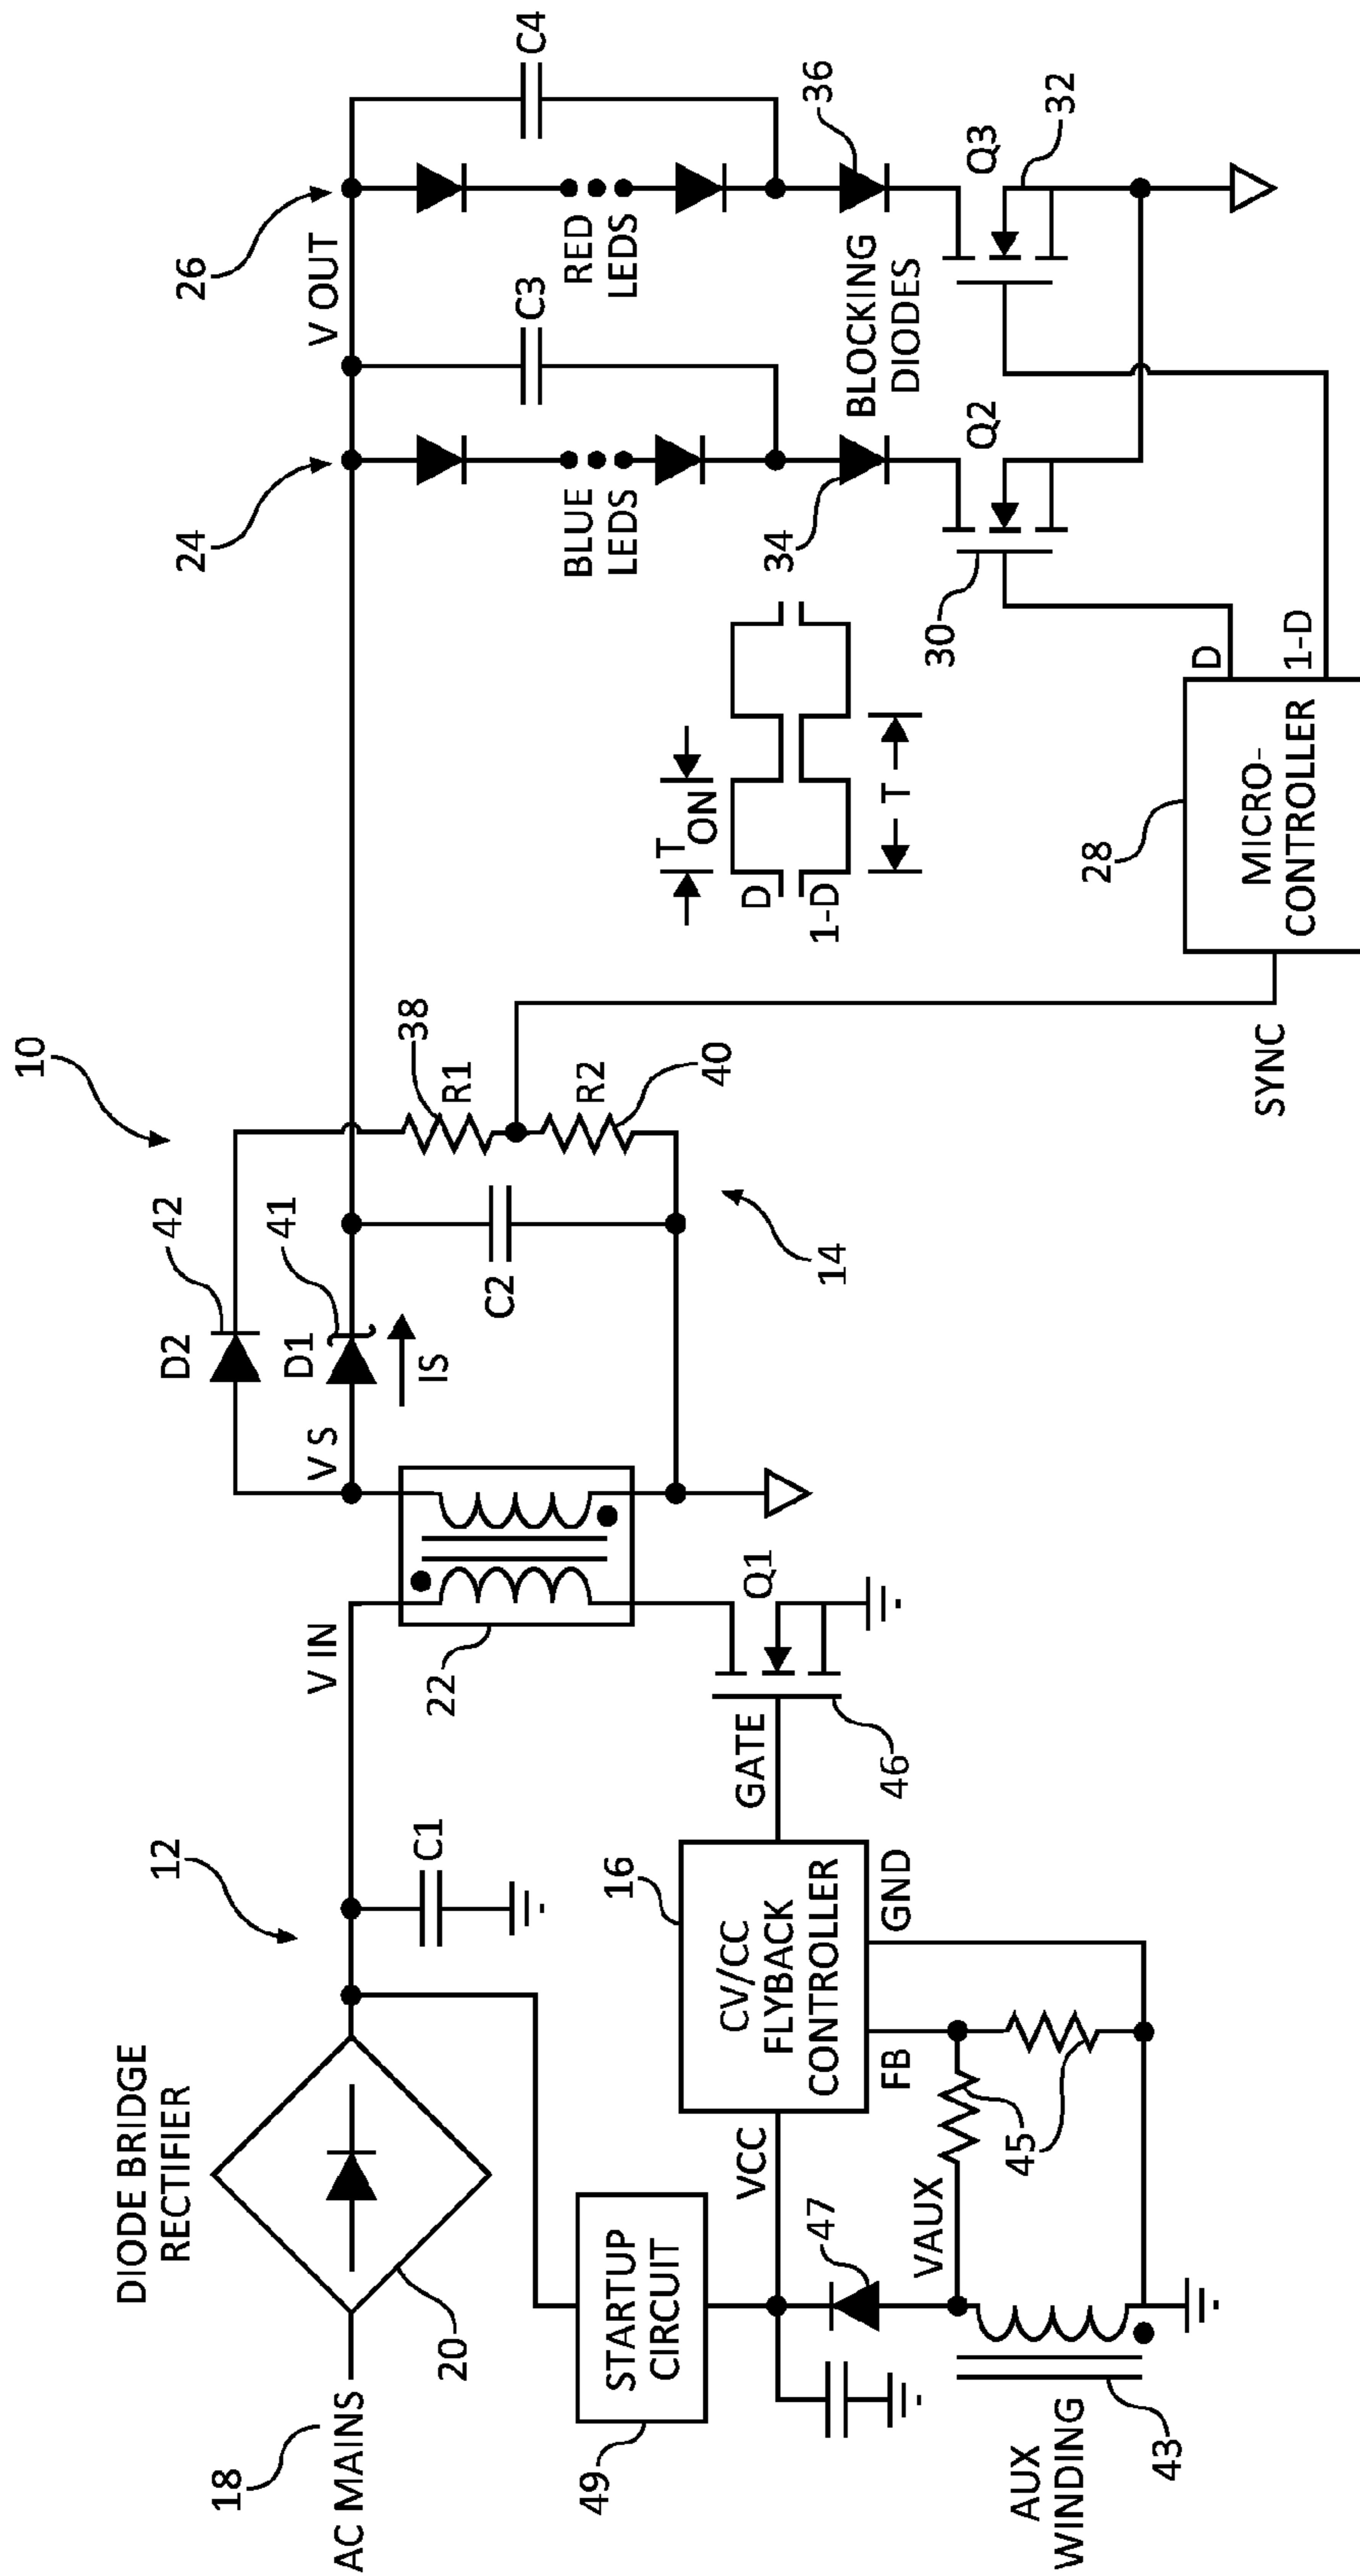 10
12
18
AC MAINS
DIODE BRIDGE
RECTIFIER
20
C1
V IN
22
V S
D2
42
D1
41
IS
C2
14
R1
38
R2
40
24
V OUT
26
BLUE
LEDS
C3
RED
LEDS
C4
34
BLOCKING
DIODES
36
30
Q2
Q3
32
T
ON
D
1-D
T
28
MICRO-
CONTROLLER
D
1-D
SYNC
49
STARTUP
CIRCUIT
VCC
16
CV/CC
FLYBACK
CONTROLLER
GATE
Q1
46
FB
GND
47
VAUX
45
AUX
WINDING
43